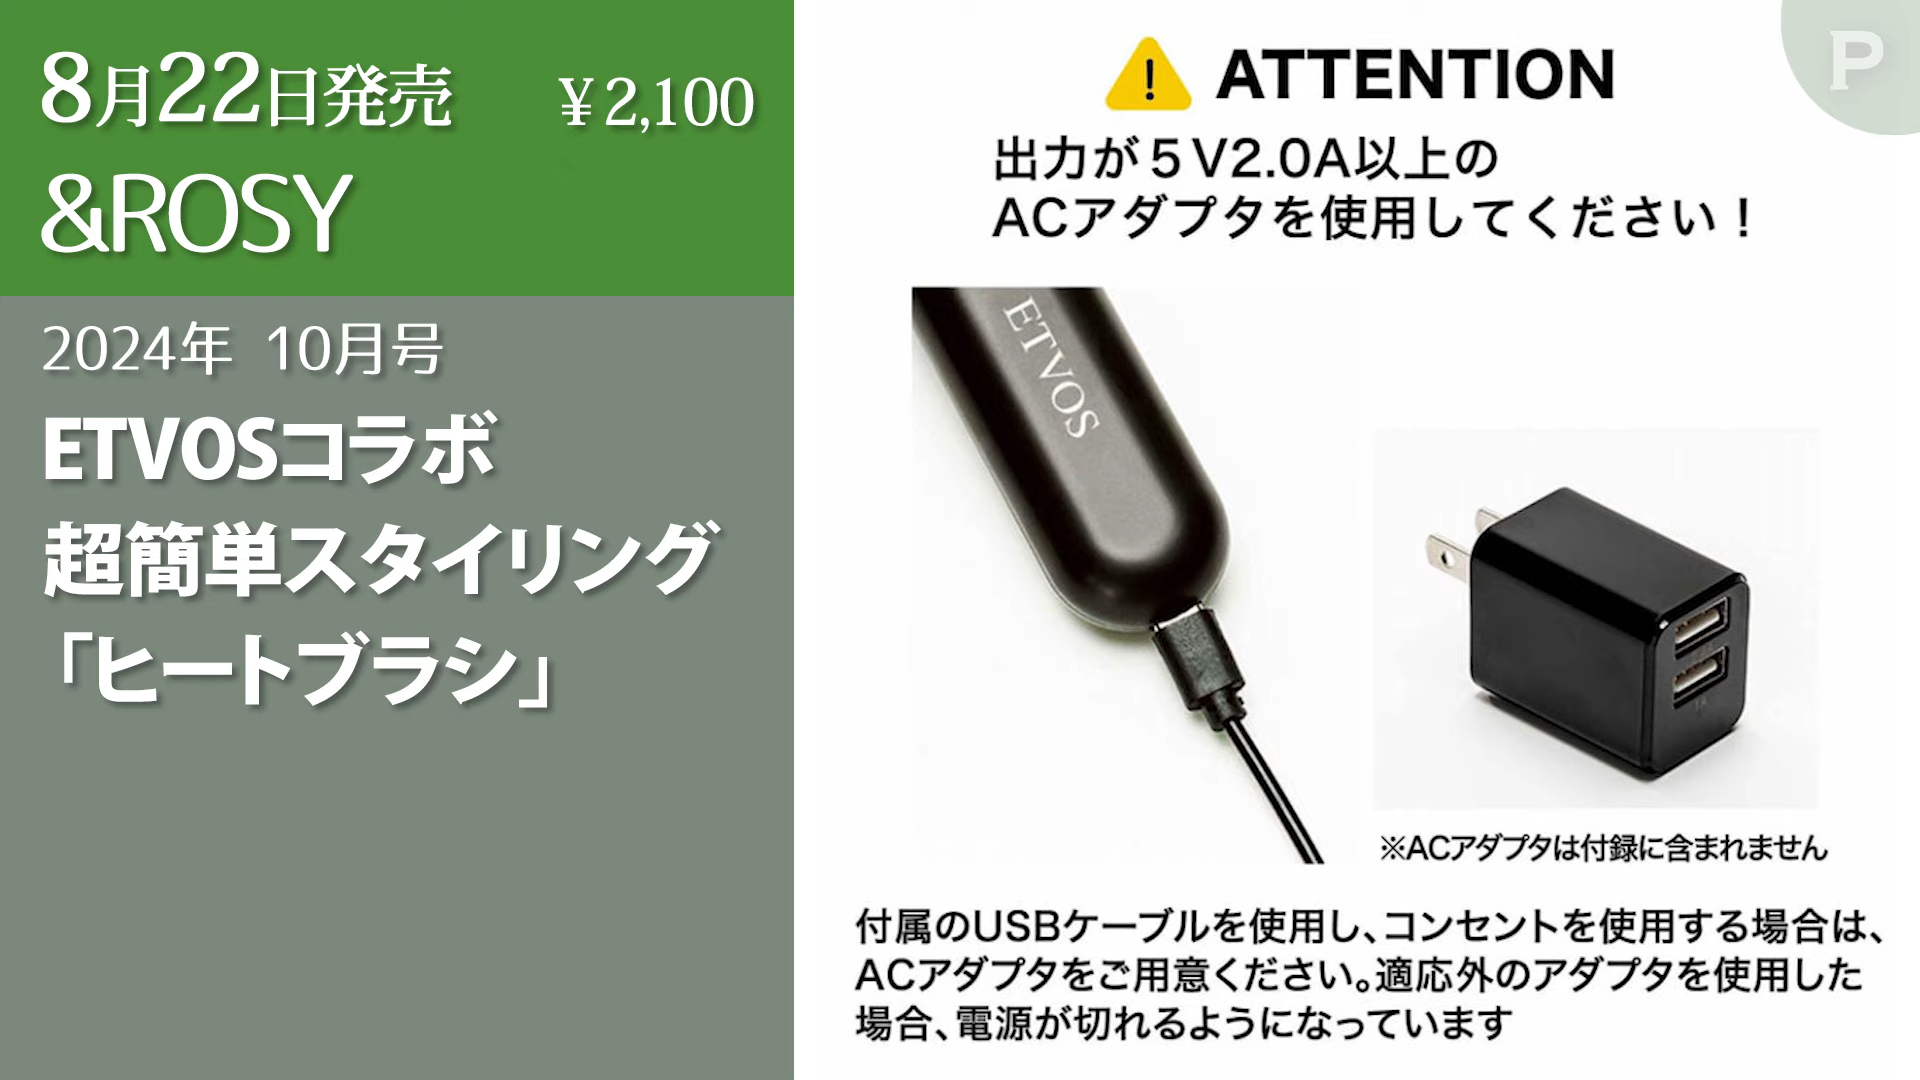 8月22日発売 ¥2,100
&ROSY
2024年 10月号
ETVOSコラボ
超簡単スタイリング
「ヒートブラシ」
P
! ATTENTION
出力が5V2.0A以上の
ACアダプタを使用してください!
ETVOS
※ACアダプタは付録に含まれません
付属のUSBケーブルを使用し、コンセントを使用する場合は、
ACアダプタをご用意ください。適応外のアダプタを使用した
場合、電源が切れるようになっています